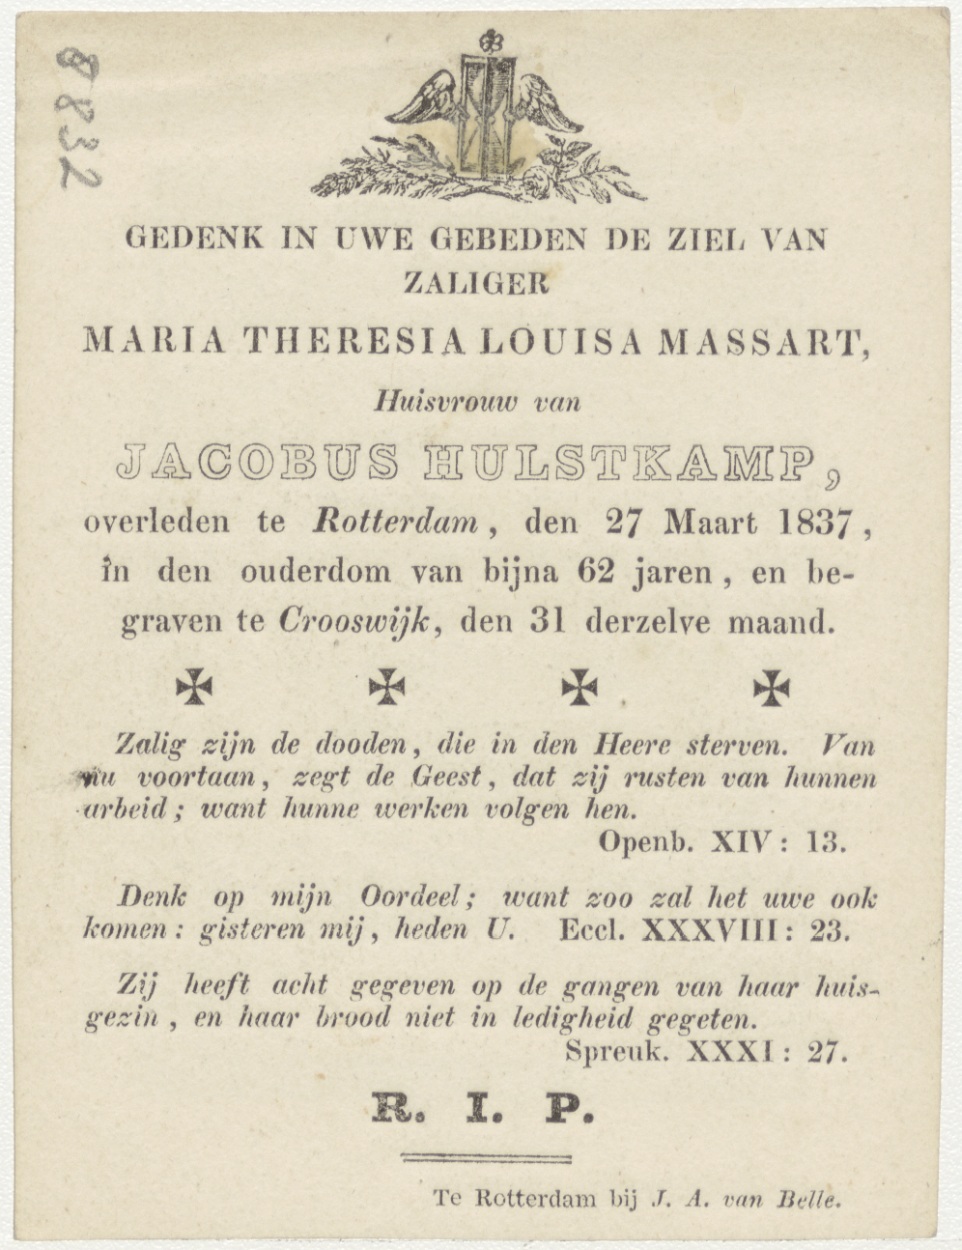 8832
GEDENK IN UWE GEBEDEN DE ZIEL VAN
ZALIGER
MARIA THERESIA LOUISA MASSART,
Huisvrouw van
JACOBUS HULSTKAMP,
overleden te Rotterdam, den 27 Maart 1837,
in den ouderdom van bijna 62 jaren, en be-
graven te Crooswijk, den 31 derzelve maand.
Zalig zijn de dooden, die in den Heere sterven. Van
nu voortaan, zegt de Geest, dat zij rusten van hunnen
arbeid; want hunne werken volgen hen.
Openb. XIV: 13.
Denk op mijn Oordeel; want zoo zal het uwe ook
komen: gisteren mij, heden U. Eccl. XXXVIII: 23.
Zij heeft acht gegeven op de gangen van haar huis-
gezin, en haar brood niet in ledigheid gegeten.
Spreuk. XXXI: 27.
R. I. P.
Te Rotterdam bij J. A. van Belle.